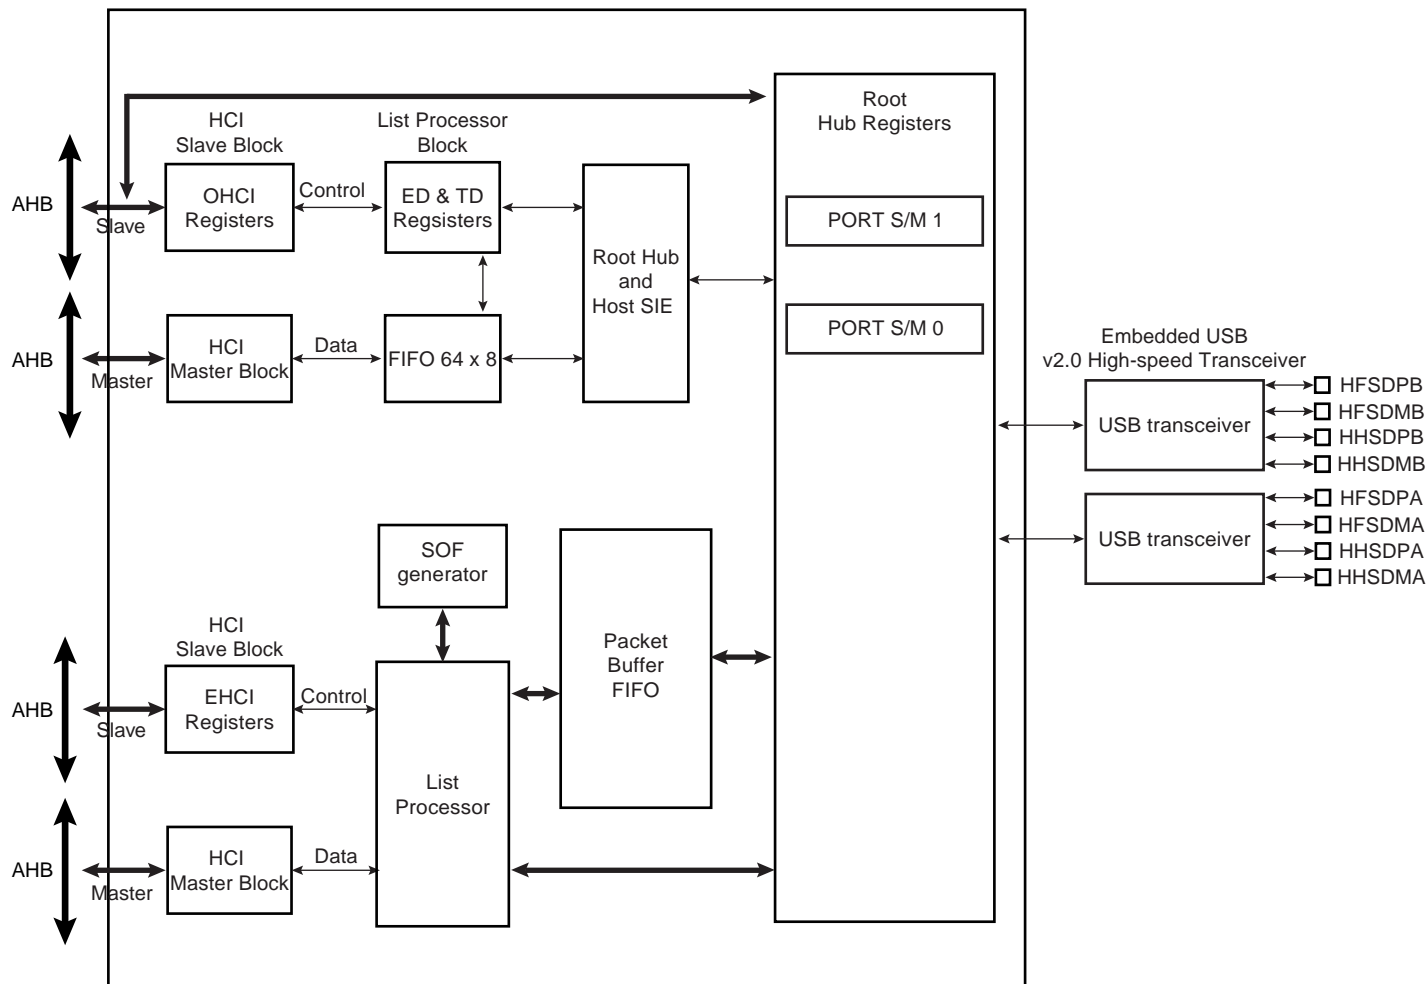 Root
Hub Registers
HCI
Slave Block
List Processor
Block
AHB
Slave
OHCI
Registers
Control
ED & TD
Regsisters
PORT S/M 1
Root Hub
and
Host SIE
PORT S/M 0
AHB
Master
HCI
Master Block
Data
FIFO 64 x 8
Embedded USB
v2.0 High-speed Transceiver
USB transceiver
HFSDPB
HFSDMB
HHSDPB
HHSDMB
USB transceiver
HFSDPA
HFSDMA
HHSDPA
HHSDMA
SOF
generator
HCI
Slave Block
Packet
Buffer
FIFO
AHB
Slave
EHCI
Registers
Control
List
Processor
AHB
Master
HCI
Master Block
Data